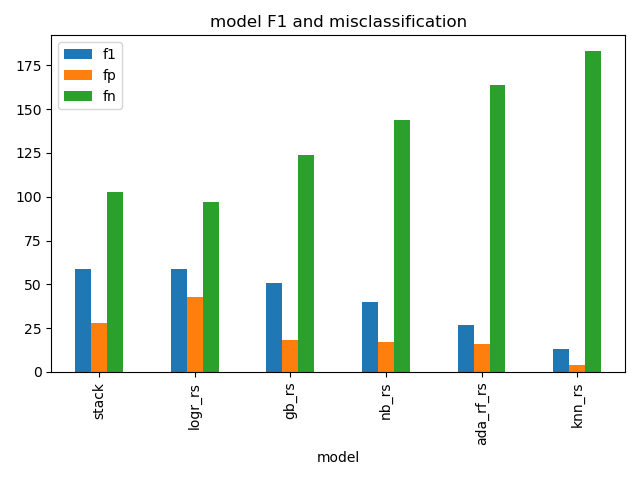 model F1 and misclassification
f1
fp
fn
175
150
125
100
75
50
25
0
stack
logr_rs
gb_rs
nb_rs
ada_rf_rs
knn_rs
model